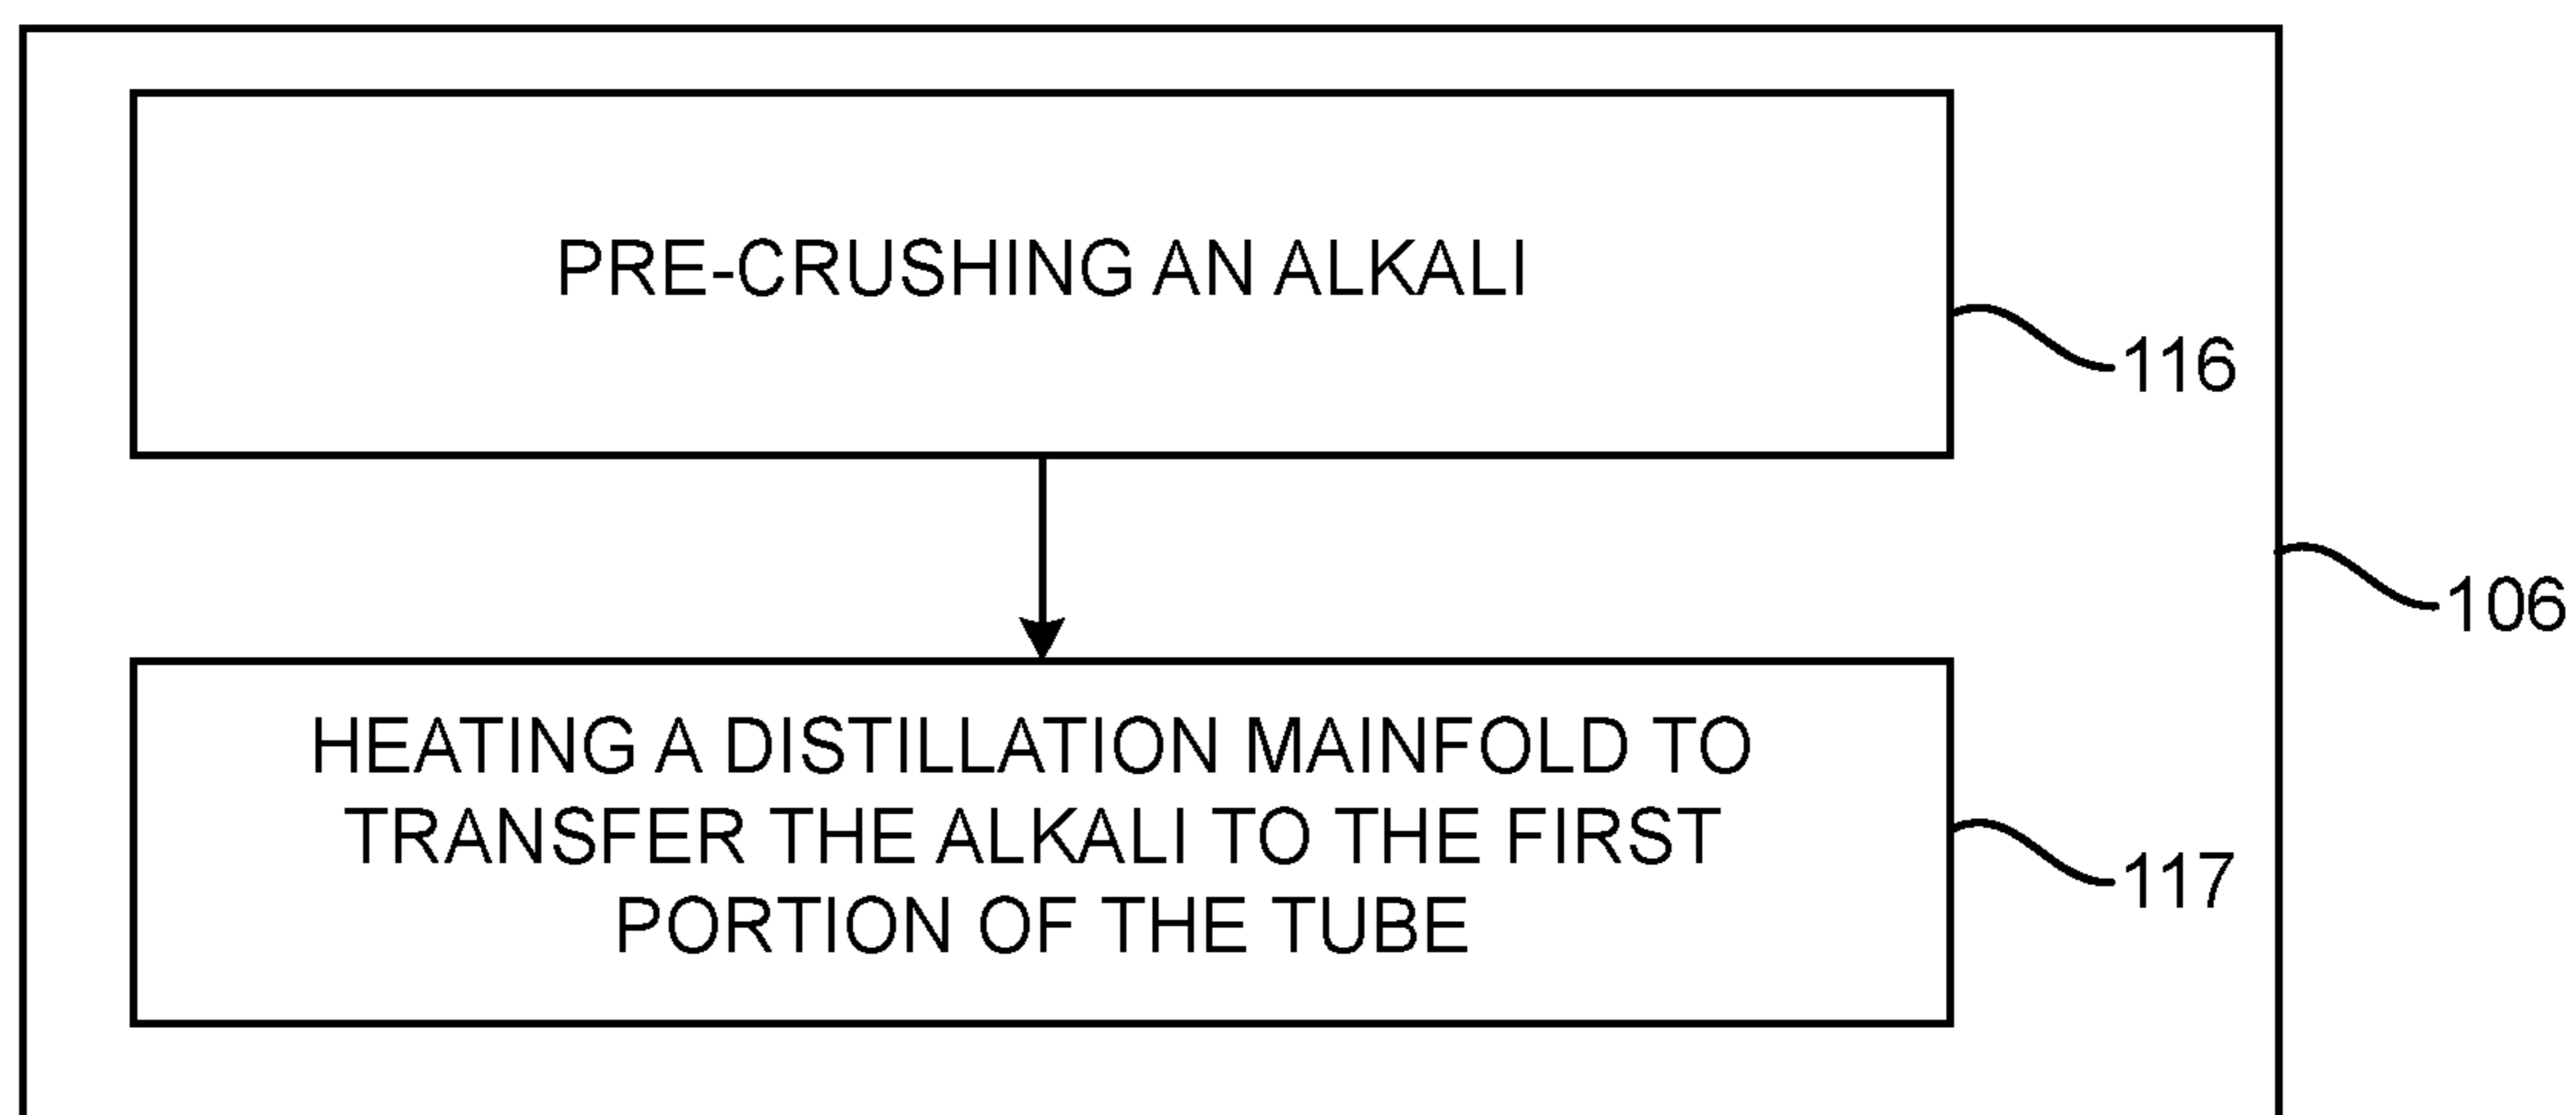 PRE-CRUSHING AN ALKALI
116
106
HEATING A DISTILLATION MAINFOLD TO
TRANSFER THE ALKALI TO THE FIRST
PORTION OF THE TUBE
117